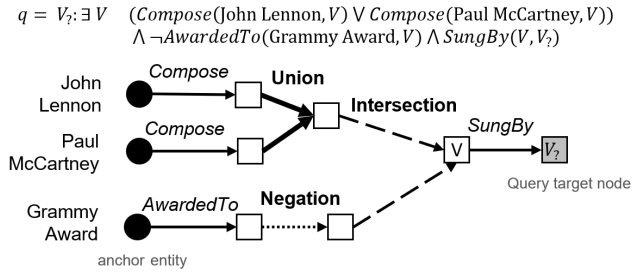 q = V?: ∃ V (Compose(John Lennon, V) ∨ Compose(Paul McCartney, V))
∧ ¬AwardedTo(Grammy Award, V) ∧ SungBy(V, V?)
John
Lennon
Compose
Union
Intersection
Paul
McCartney
Compose
SungBy
V
V?
Query target node
Grammy
Award
AwardedTo
Negation
anchor entity